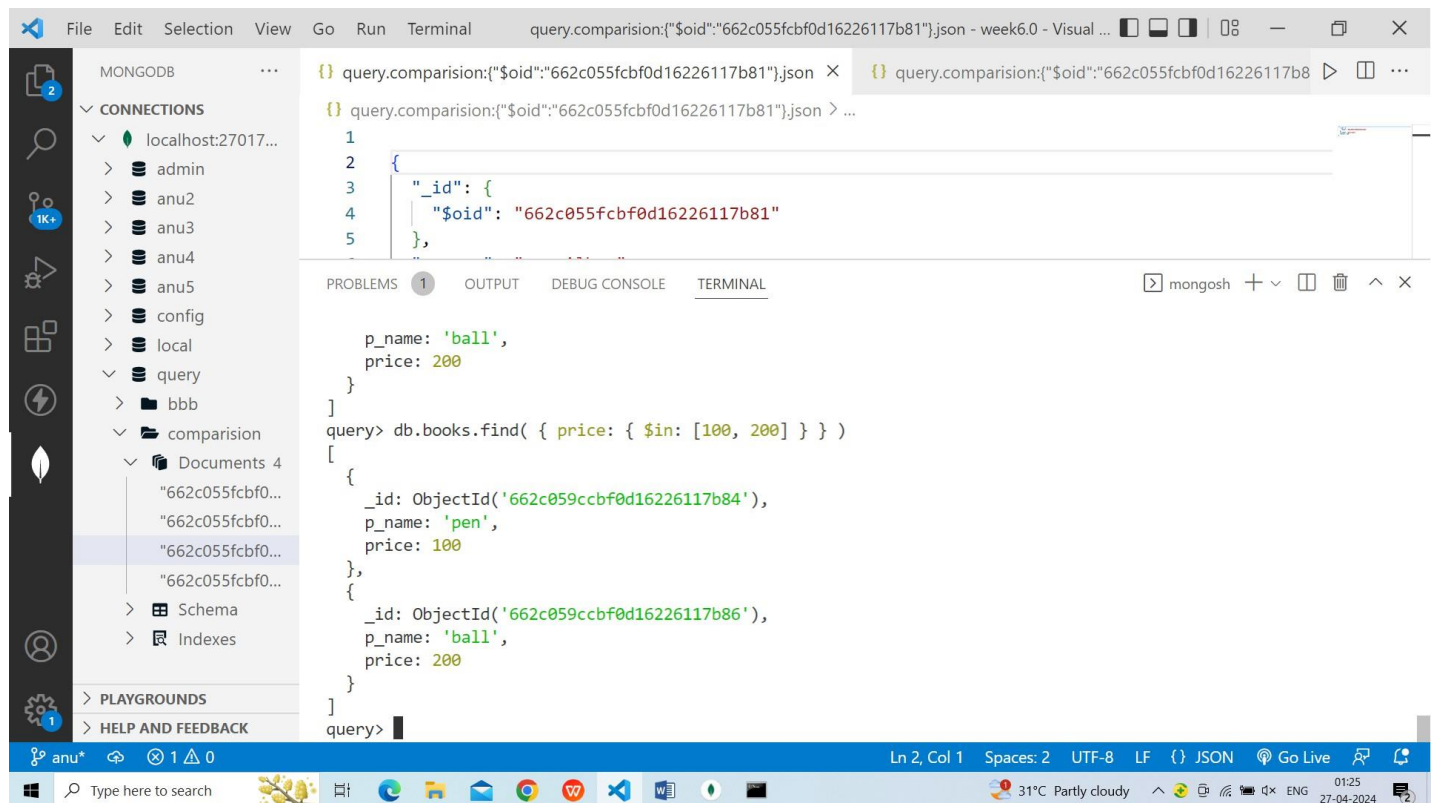 File Edit Selection View Go Run Terminal query.comparision:{"$oid":"662c055fcbf0d16226117b81"}.json - week6.0 - Visual ...
MONGODB ...
{} query.comparision:{"$oid":"662c055fcbf0d16226117b81"}.json × {} query.comparision:{"$oid":"662c055fcbf0d16226117b8 ...
{} query.comparision:{"$oid":"662c055fcbf0d16226117b81"}.json > ...
2
1K+
1
CONNECTIONS
localhost:27017...
admin
anu2
anu3
anu4
anu5
config
local
query
bbb
comparision
Documents 4
"662c055fcbf0...
"662c055fcbf0...
"662c055fcbf0...
"662c055fcbf0...
Schema
Indexes
PLAYGROUNDS
HELP AND FEEDBACK
1
2 {
3 "_id": {
4 "$oid": "662c055fcbf0d16226117b81"
5 },
PROBLEMS 1 OUTPUT DEBUG CONSOLE TERMINAL mongosh
p_name: 'ball',
price: 200
}
]
query> db.books.find( { price: { $in: [100, 200] } } )
[
{
_id: ObjectId('662c059ccbf0d16226117b84'),
p_name: 'pen',
price: 100
},
{
_id: ObjectId('662c059ccbf0d16226117b86'),
p_name: 'ball',
price: 200
}
]
query>
anu* 1 0 Ln 2, Col 1 Spaces: 2 UTF-8 LF {} JSON Go Live
Type here to search 31°C Partly cloudy ENG 01:25
27-04-2024 2